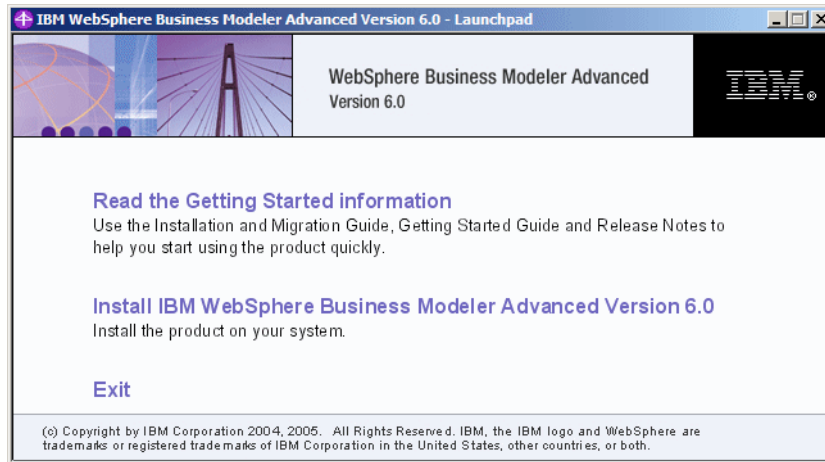 IBM WebSphere Business Modeler Advanced Version 6.0 - Launchpad
WebSphere Business Modeler Advanced
Version 6.0
IBM®
Read the Getting Started information
Use the Installation and Migration Guide, Getting Started Guide and Release Notes to
help you start using the product quickly.
Install IBM WebSphere Business Modeler Advanced Version 6.0
Install the product on your system.
Exit
(c) Copyright by IBM Corporation 2004, 2005. All Rights Reserved. IBM, the IBM logo and WebSphere are
trademarks or registered trademarks of IBM Corporation in the United States, other countries, or both.